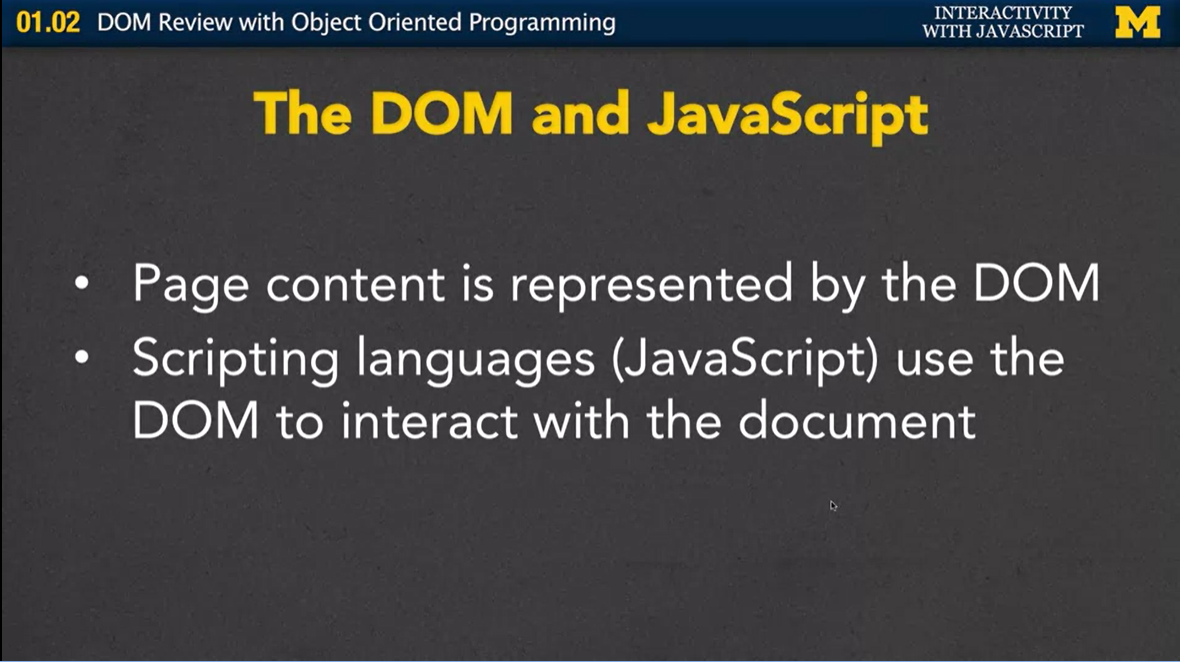 01.02 DOM Review with Object Oriented Programming
INTERACTIVITY
WITH JAVASCRIPT
M
The DOM and JavaScript
• Page content is represented by the DOM
• Scripting languages (JavaScript) use the
DOM to interact with the document